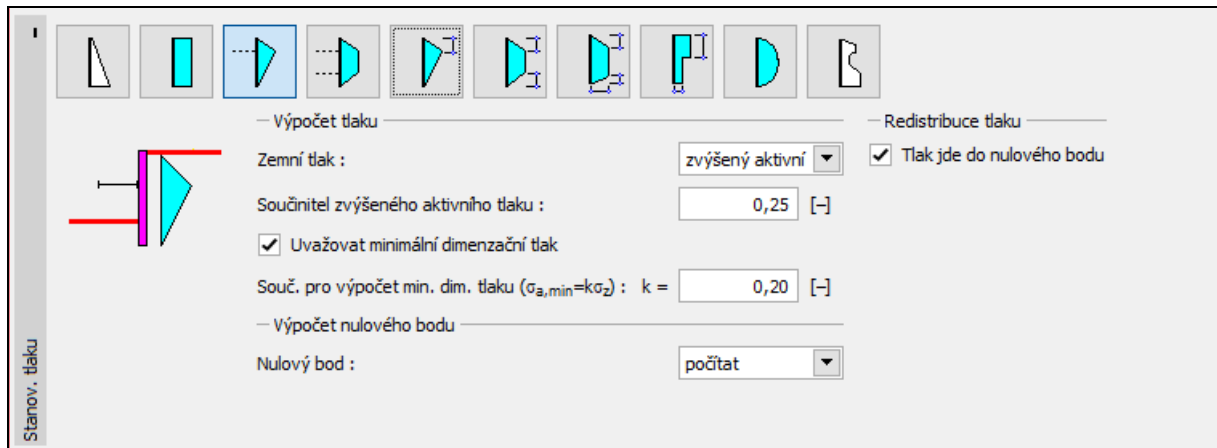 Výpočet tlaku
Redistribuce tlaku
Zemní tlak :
zvýšený aktivní
Tlak jde do nulového bodu
Součinitel zvýšeného aktivního tlaku :
0,25
[–]
Uvažovat minimální dimenzační tlak
Souč. pro výpočet min. dim. tlaku (σa,min=kσz) : k =
0,20
[–]
Výpočet nulového bodu
Nulový bod :
počítat
Stanov. tlaku